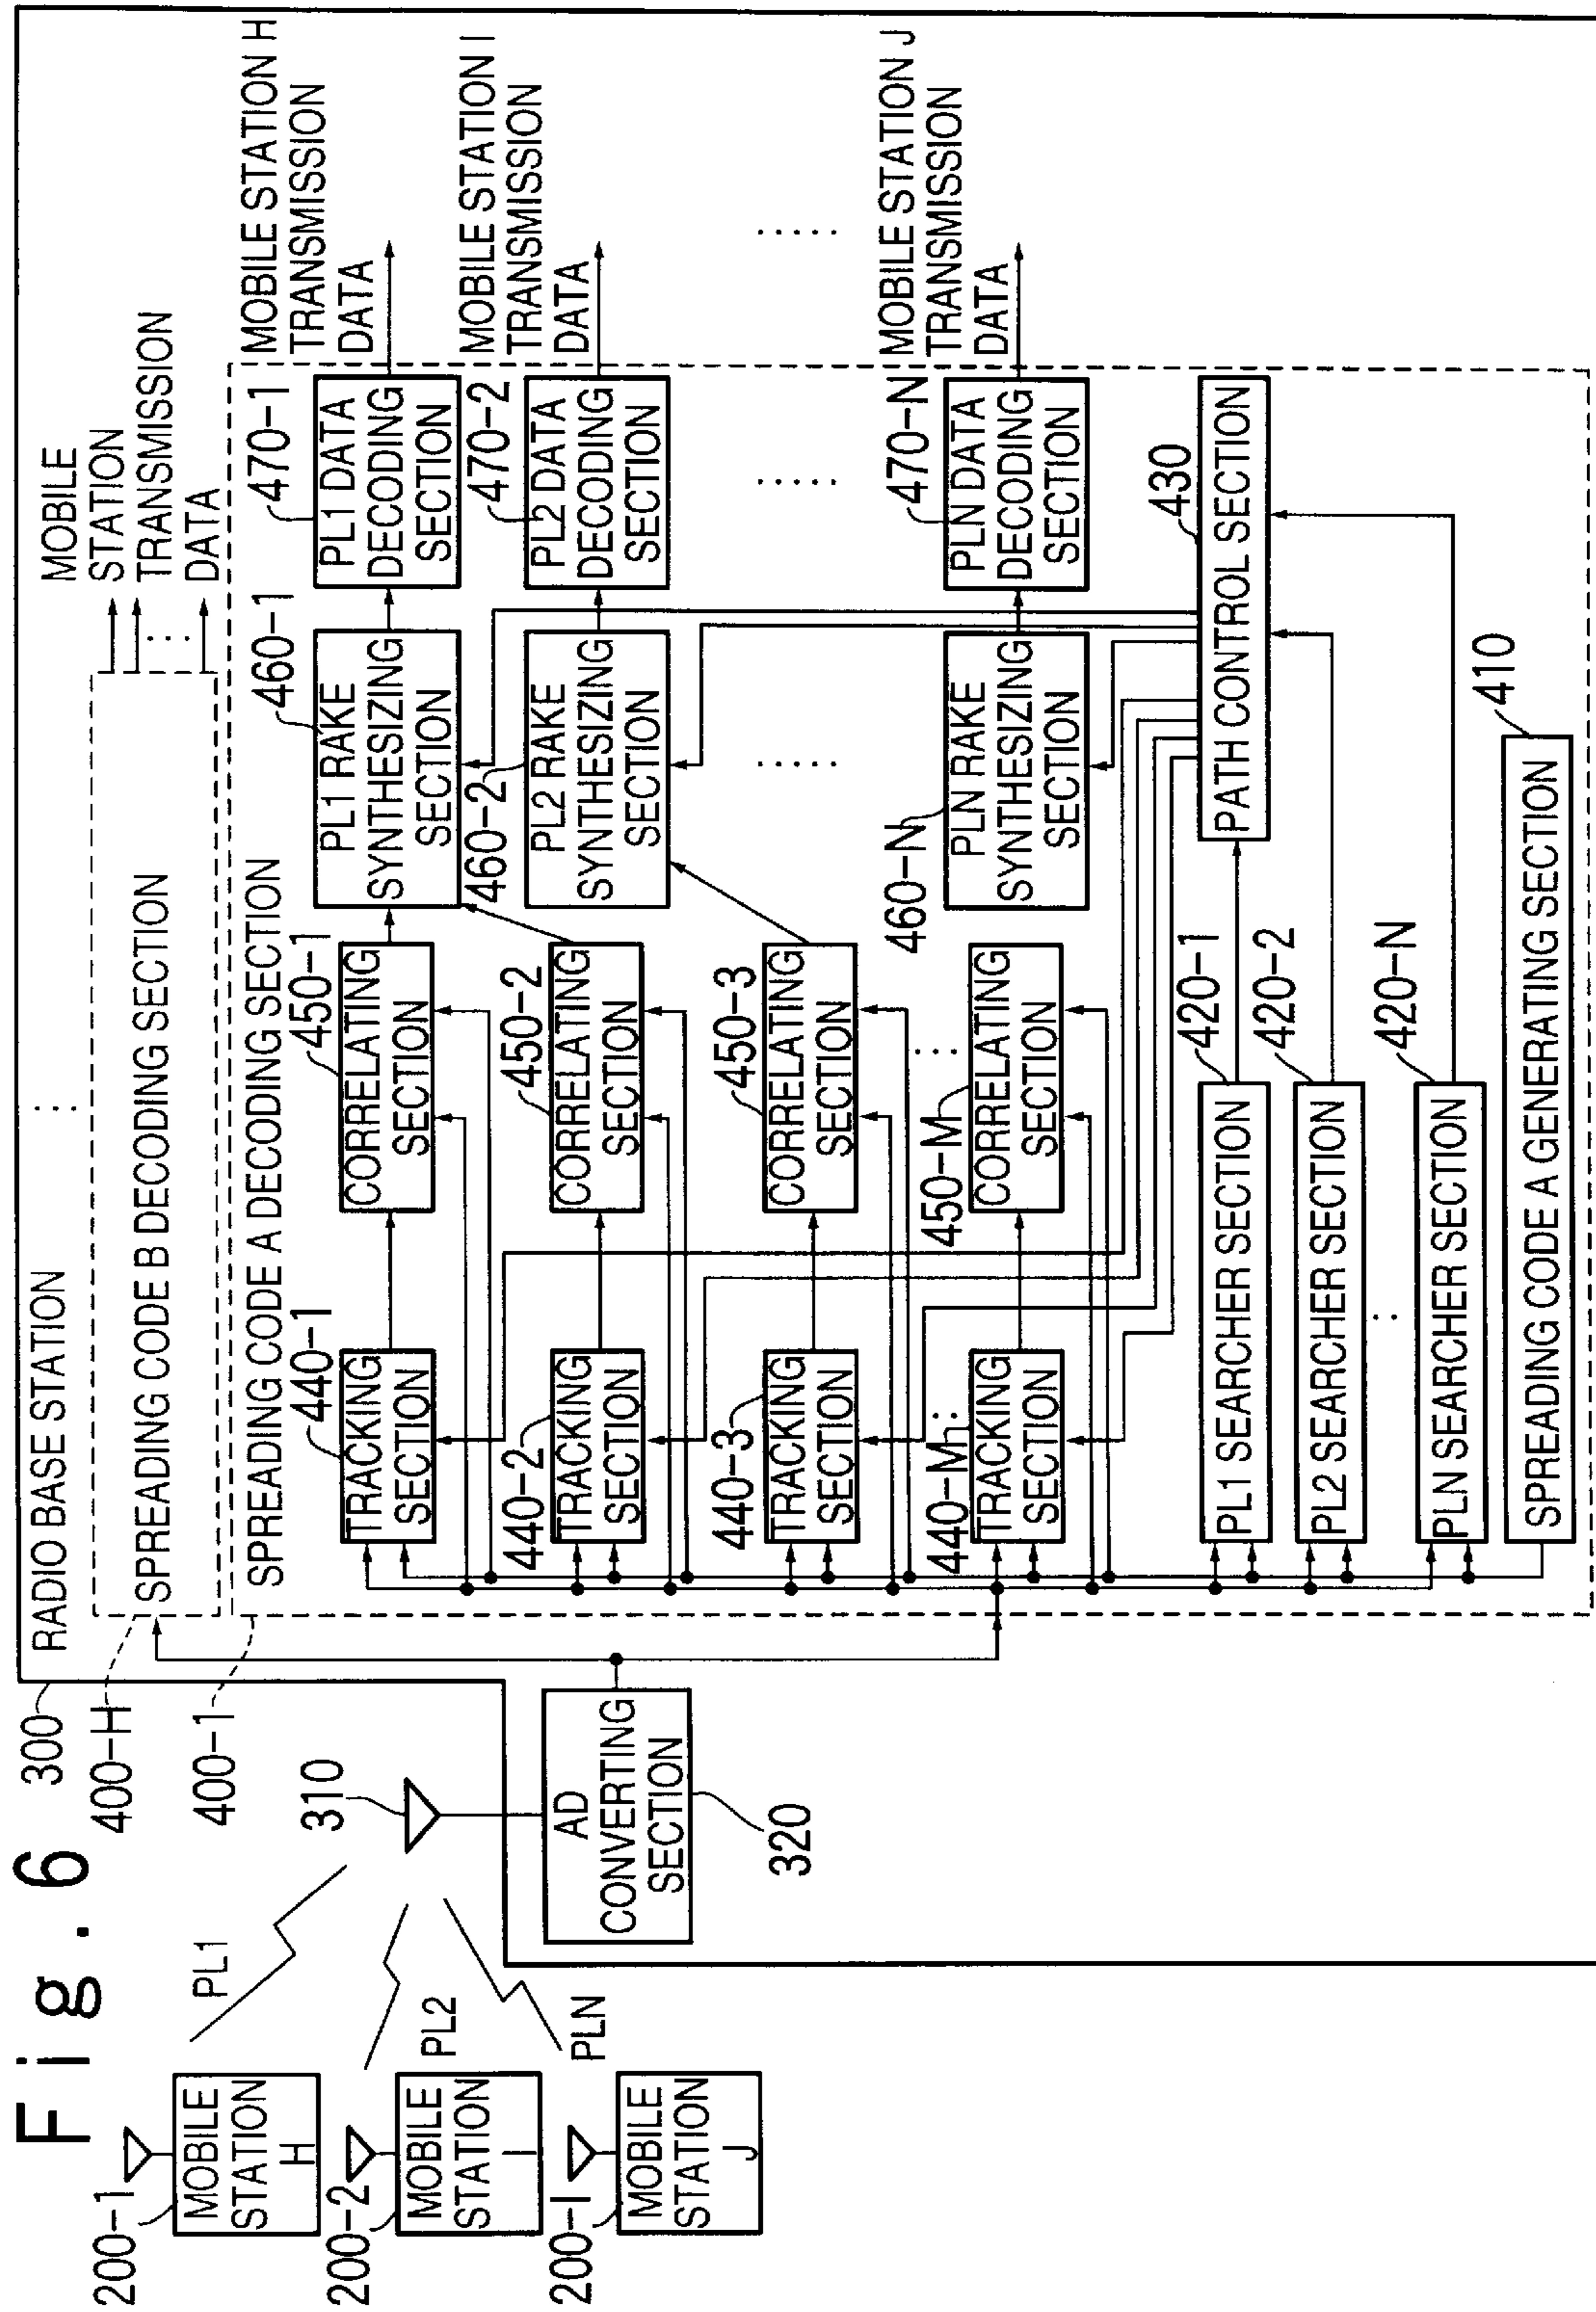 Fig. 6
200-1
MOBILE
STATION
H
200-2
MOBILE
STATION
I
200-I
MOBILE
STATION
J
PL1
PL2
PLN
310
AD
CONVERTING
SECTION
320
300
RADIO BASE STATION
...
400-H
SPREADING CODE B DECODING SECTION
MOBILE
STATION
TRANSMISSION
DATA
...
400-1
SPREADING CODE A DECODING SECTION
440-1
TRACKING
SECTION
440-2
TRACKING
SECTION
440-3
TRACKING
SECTION
440-M
..
TRACKING
SECTION
450-1
CORRELATING
SECTION
450-2
CORRELATING
SECTION
450-3
CORRELATING
SECTION
...
450-M
CORRELATING
SECTION
460-1
PL1 RAKE
SYNTHESIZING
SECTION
460-2
PL2 RAKE
SYNTHESIZING
SECTION
.....
460-N
PLN RAKE
SYNTHESIZING
SECTION
470-1
PL1 DATA
DECODING
SECTION
470-2
PL2 DATA
DECODING
SECTION
.....
470-N
PLN DATA
DECODING
SECTION
MOBILE STATION H
TRANSMISSION
DATA
MOBILE STATION I
TRANSMISSION
DATA
.....
MOBILE STATION J
TRANSMISSION
DATA
420-1
PL1 SEARCHER SECTION
420-2
PL2 SEARCHER SECTION
..
420-N
PLN SEARCHER SECTION
430
PATH CONTROL SECTION
410
SPREADING CODE A GENERATING SECTION